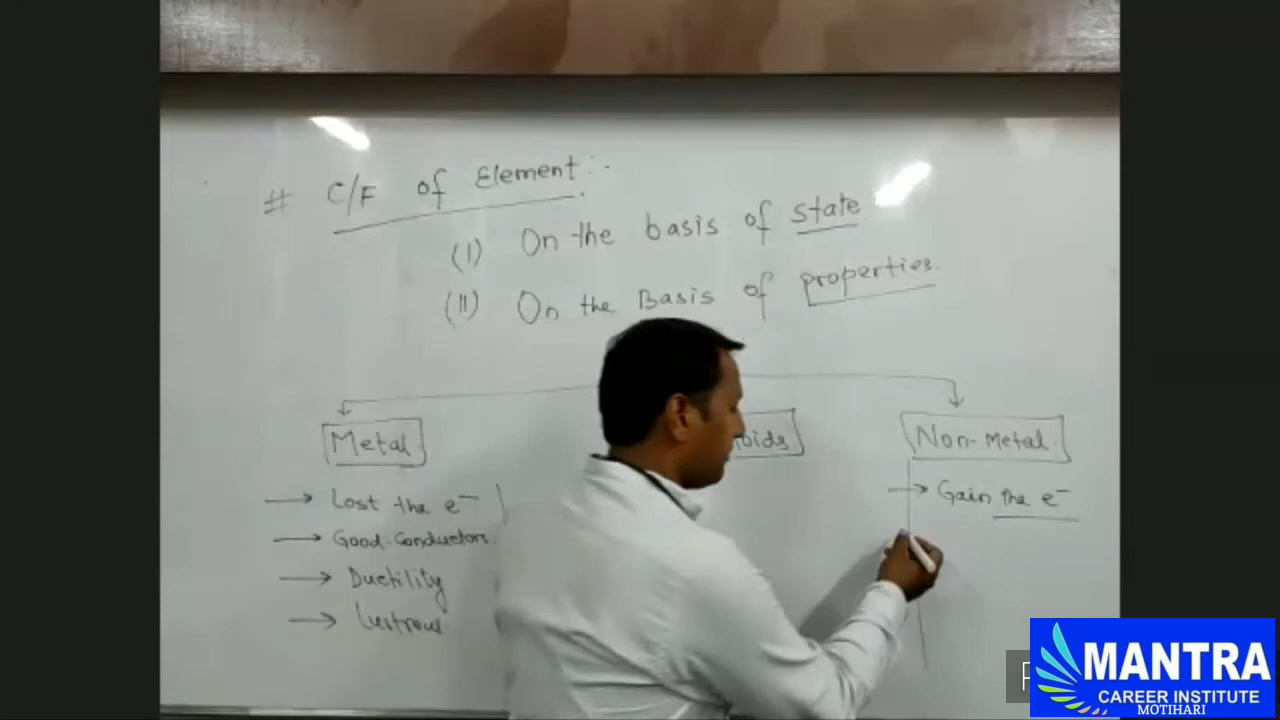 # C/F of Element :-
(I) On the basis of state
(II) On the Basis of properties.
Metal
oids
Non-Metal
→ Lost the e⁻
→ Good Conductors.
→ Ductility
→ Lustrous
→ Gain the e⁻
MANTRA
CAREER INSTITUTE
MOTIHARI